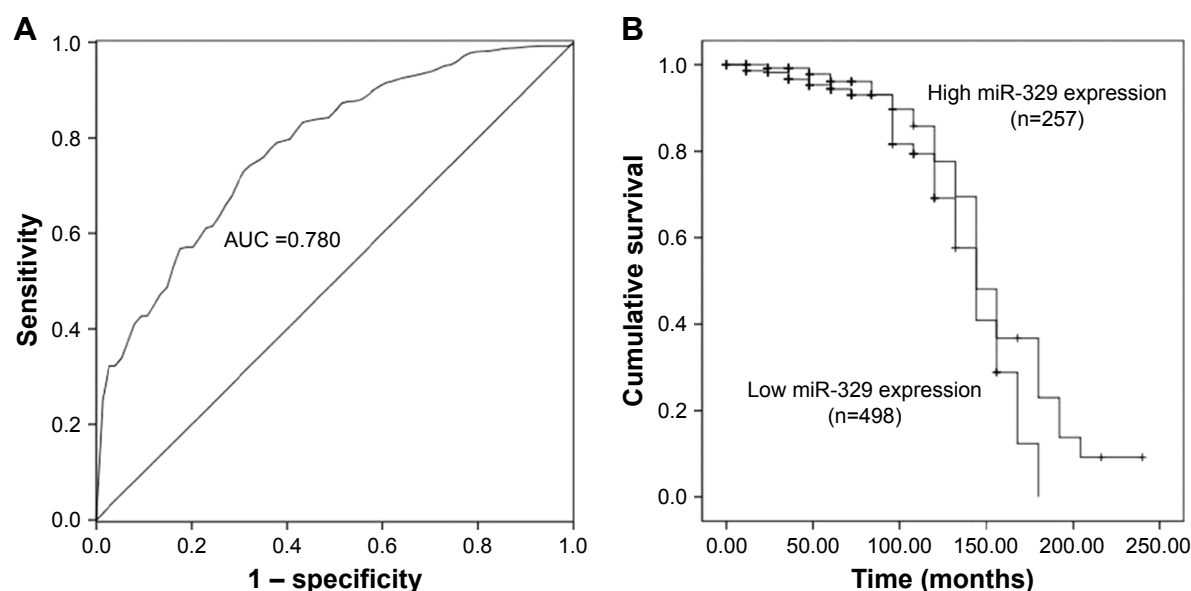 A
1.0
0.8
0.6
0.4
0.2
0.0
Sensitivity
AUC =0.780
0.0 0.2 0.4 0.6 0.8 1.0
1 – specificity
B
1.0
0.8
0.6
0.4
0.2
0.0
Cumulative survival
High miR-329 expression
(n=257)
Low miR-329 expression
(n=498)
0.00 50.00 100.00 150.00 200.00 250.00
Time (months)